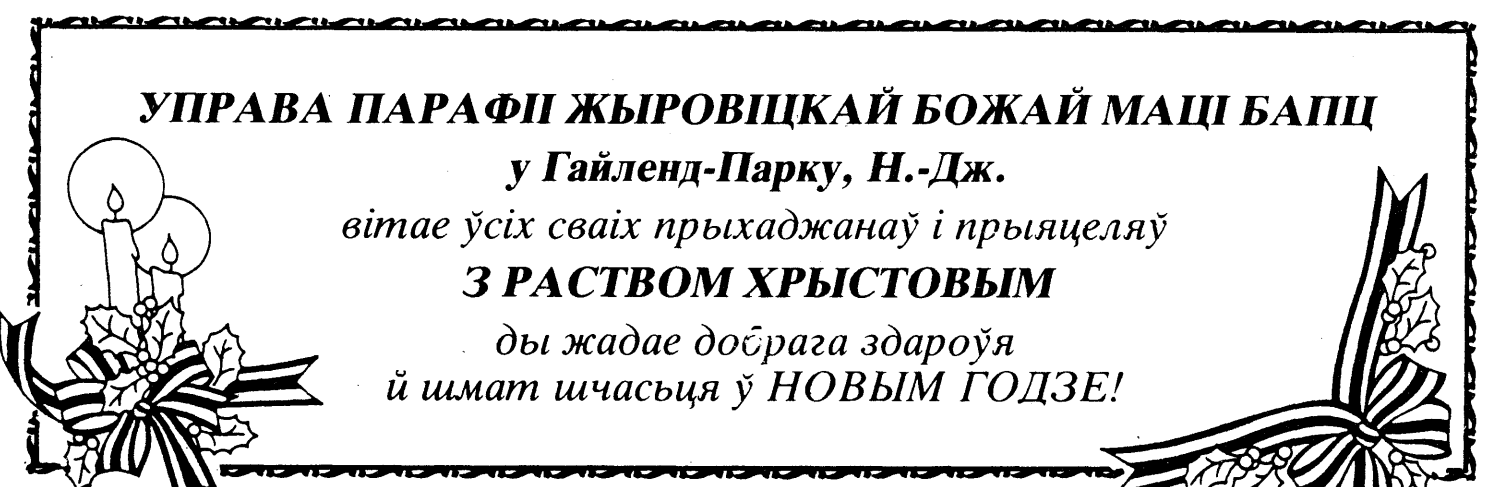 УПРАВА ПАРАФІІ ЖЫРОВІЦКАЙ БОЖАЙ МАЦІ БАПЦ
у Гайленд-Парку, Н.-Дж.
вітае ўсіх сваіх прыхаджанаў і прыяцеляў
З РАСТВОМ ХРЫСТОВЫМ
ды жадае добрага здароўя
й шмат шчасьця ў НОВЫМ ГОДЗЕ!